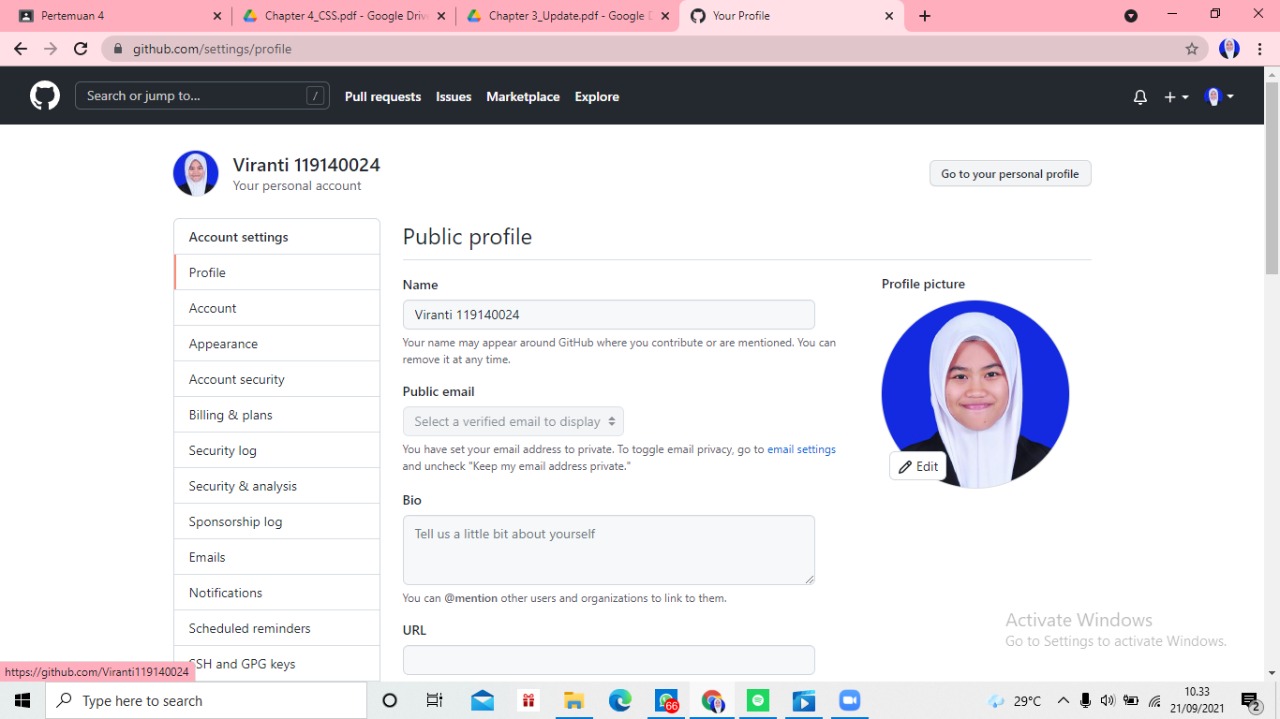 Pertemuan 4
Chapter 4_CSS.pdf - Google Driv
Chapter 3_Update.pdf - Google D
Your Profile
github.com/settings/profile
Search or jump to...
/
Pull requests
Issues
Marketplace
Explore
Viranti 119140024
Your personal account
Go to your personal profile
Account settings
Profile
Account
Appearance
Account security
Billing & plans
Security log
Security & analysis
Sponsorship log
Emails
Notifications
Scheduled reminders
SSH and GPG keys
Public profile
Name
Viranti 119140024
Your name may appear around GitHub where you contribute or are mentioned. You can
remove it at any time.
Public email
Select a verified email to display
You have set your email address to private. To toggle email privacy, go to email settings
and uncheck "Keep my email address private."
Bio
Tell us a little bit about yourself
You can @mention other users and organizations to link to them.
URL
Profile picture
Edit
Activate Windows
Go to Settings to activate Windows.
https://github.com/Viranti119140024
Type here to search
66
29°C
10.33
21/09/2021
2